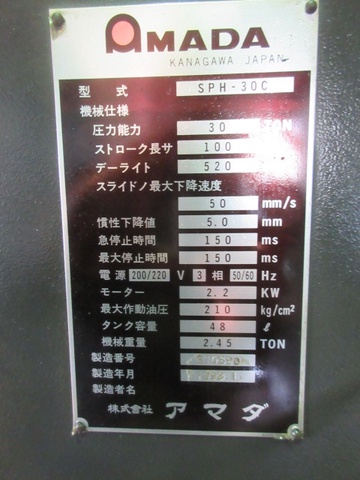 AMADA
KANAGAWA JAPAN
型式 SPH-30C
機械仕様
圧力能力 30 TON
ストローク長サ 100
デーライト 520
スライドノ最大下降速度
50 mm/s
慣性下降値 5.0 mm
急停止時間 150 ms
最大停止時間 150 ms
電源 200/220 V 3 相 50/60 Hz
モーター 2.2 KW
最大作動油圧 210 kg/cm²
タンク容量 48 ℓ
機械重量 2.45 TON
製造番号
製造年月
製造者名
株式会社 アマダ